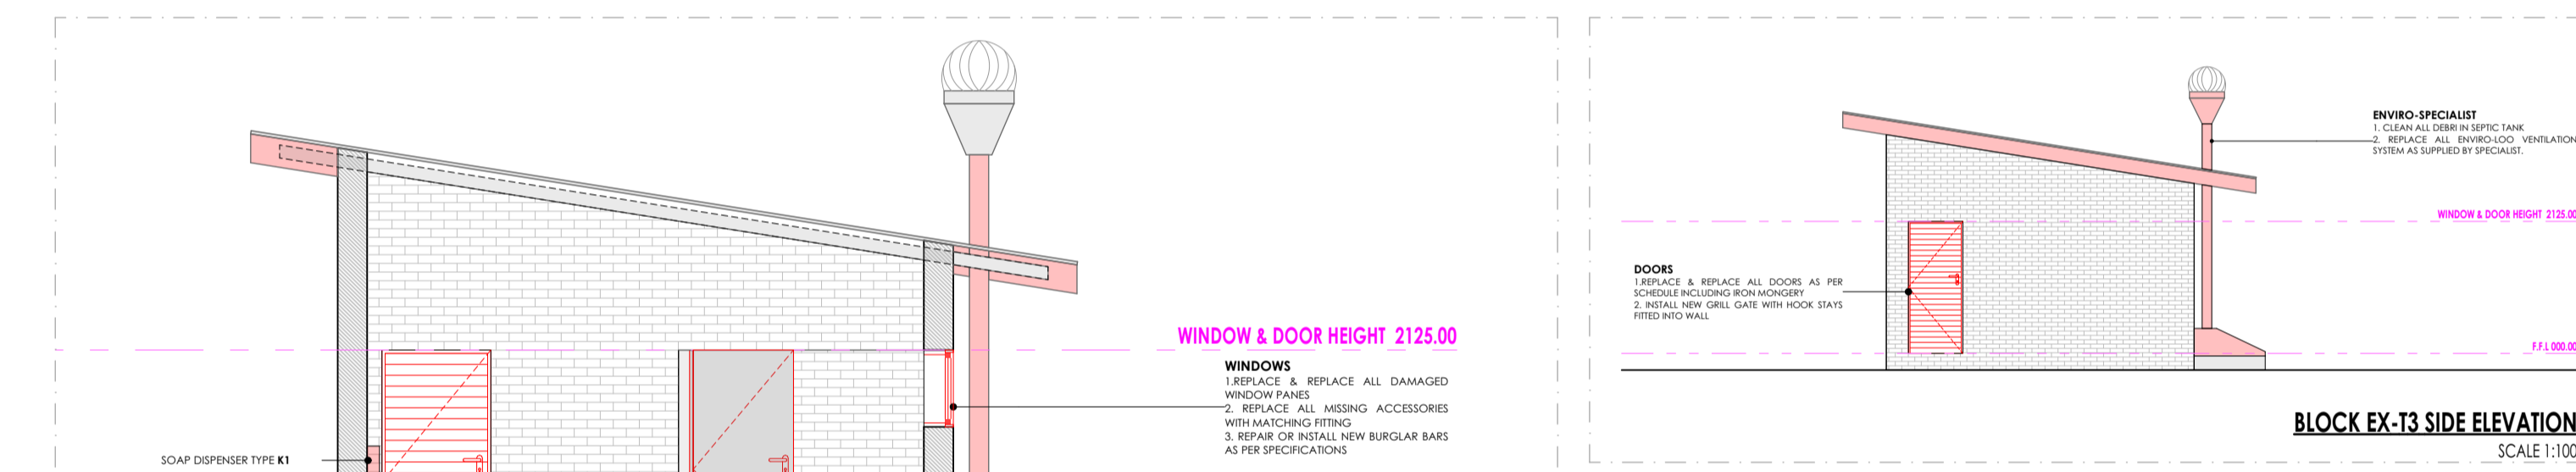 WINDOW & DOOR HEIGHT 2125.00
WINDOWS
1.REPLACE & REPLACE ALL DAMAGED
WINDOW PANES
2. REPLACE ALL MISSING ACCESSORIES
WITH MATCHING FITTING
3. REPAIR OR INSTALL NEW BURGLAR BARS
AS PER SPECIFICATIONS
SOAP DISPENSER TYPE K1
ENVIRO-SPECIALIST
1. CLEAN ALL DEBRI IN SEPTIC TANK
2. REPLACE ALL ENVIRO-LOO VENTILATION
SYSTEM AS SUPPLIED BY SPECIALIST.
WINDOW & DOOR HEIGHT 2125.00
DOORS
1.REPLACE & REPLACE ALL DOORS AS PER
SCHEDULE INCLUDING IRON MONGERY
2. INSTALL NEW GRILL GATE WITH HOOK STAYS
FITTED INTO WALL
F.F.L 000.00
BLOCK EX-T3 SIDE ELEVATION
SCALE 1:100